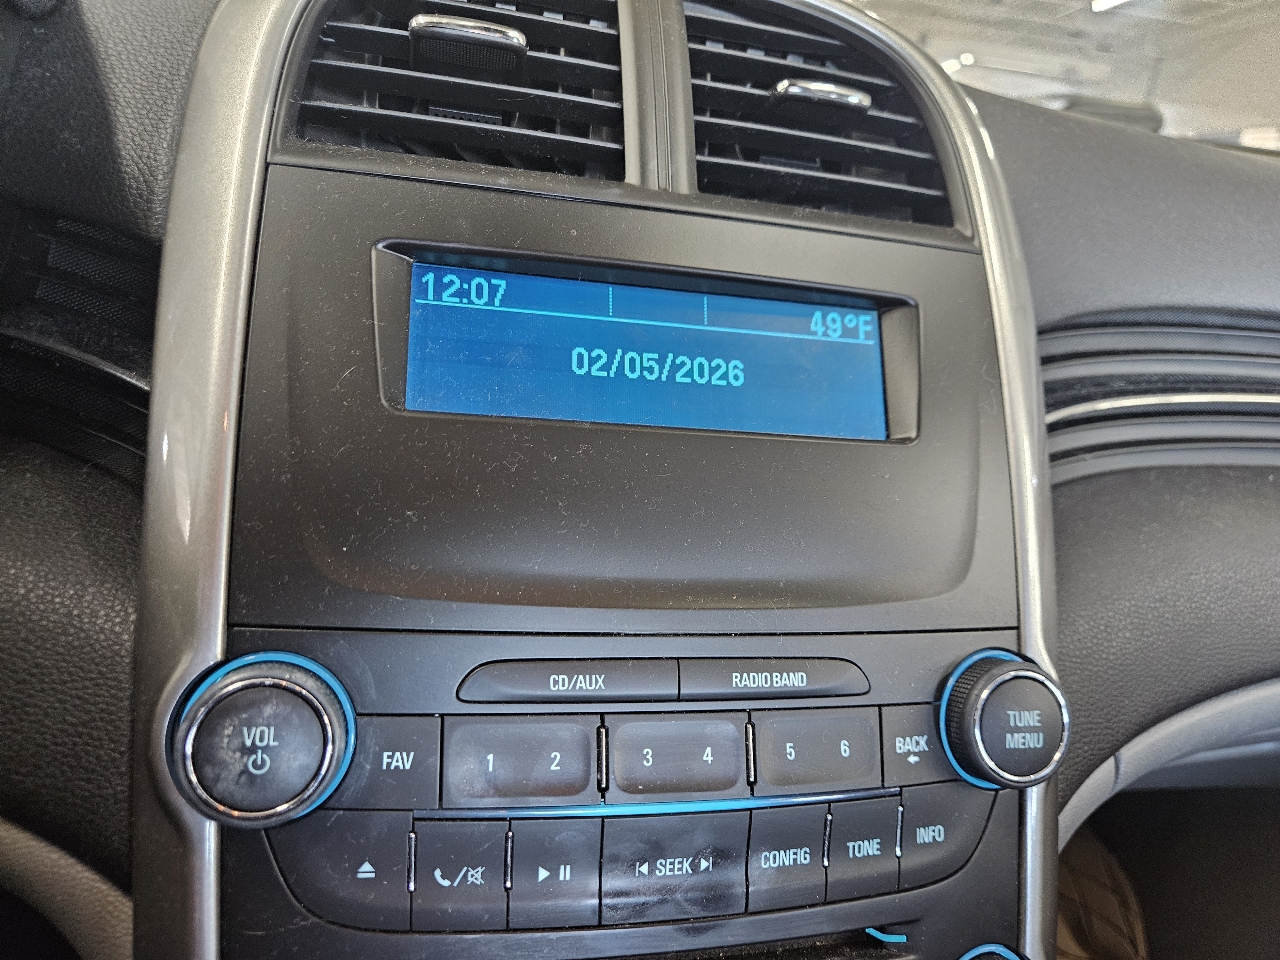 12:07
49°F
02/05/2026
CD/AUX
RADIO BAND
VOL
FAV
1
2
3
4
5
6
BACK
TUNE
MENU
SEEK
CONFIG
TONE
INFO